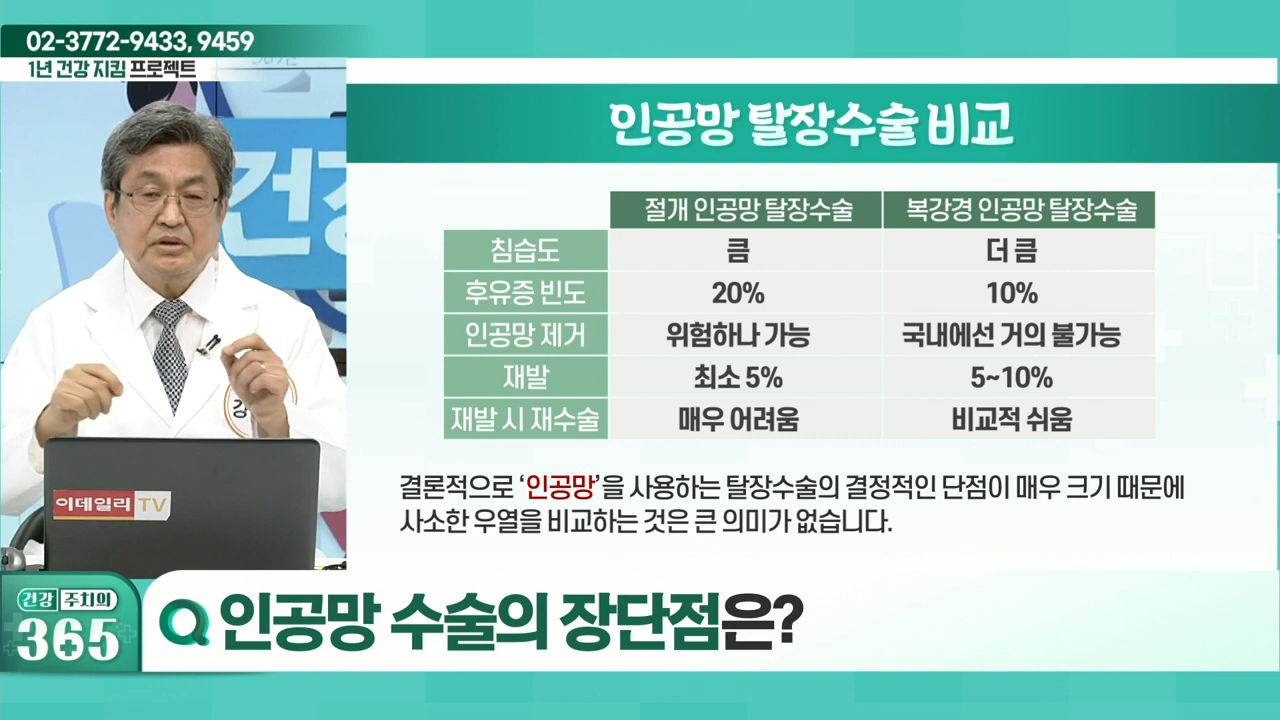 02-3772-9433, 9459
1년 건강 지킴 프로젝트
건강
인공망 탈장수술 비교
절개 인공망 탈장수술 복강경 인공망 탈장수술
침습도 큼 더 큼
후유증 빈도 20% 10%
인공망 제거 위험하나 가능 국내에선 거의 불가능
재발 최소 5% 5~10%
재발 시 재수술 매우 어려움 비교적 쉬움
결론적으로 ‘인공망’을 사용하는 탈장수술의 결정적인 단점이 매우 크기 때문에
사소한 우열을 비교하는 것은 큰 의미가 없습니다.
강
이데일리 TV
건강 주치의
365
Q 인공망 수술의 장단점은?